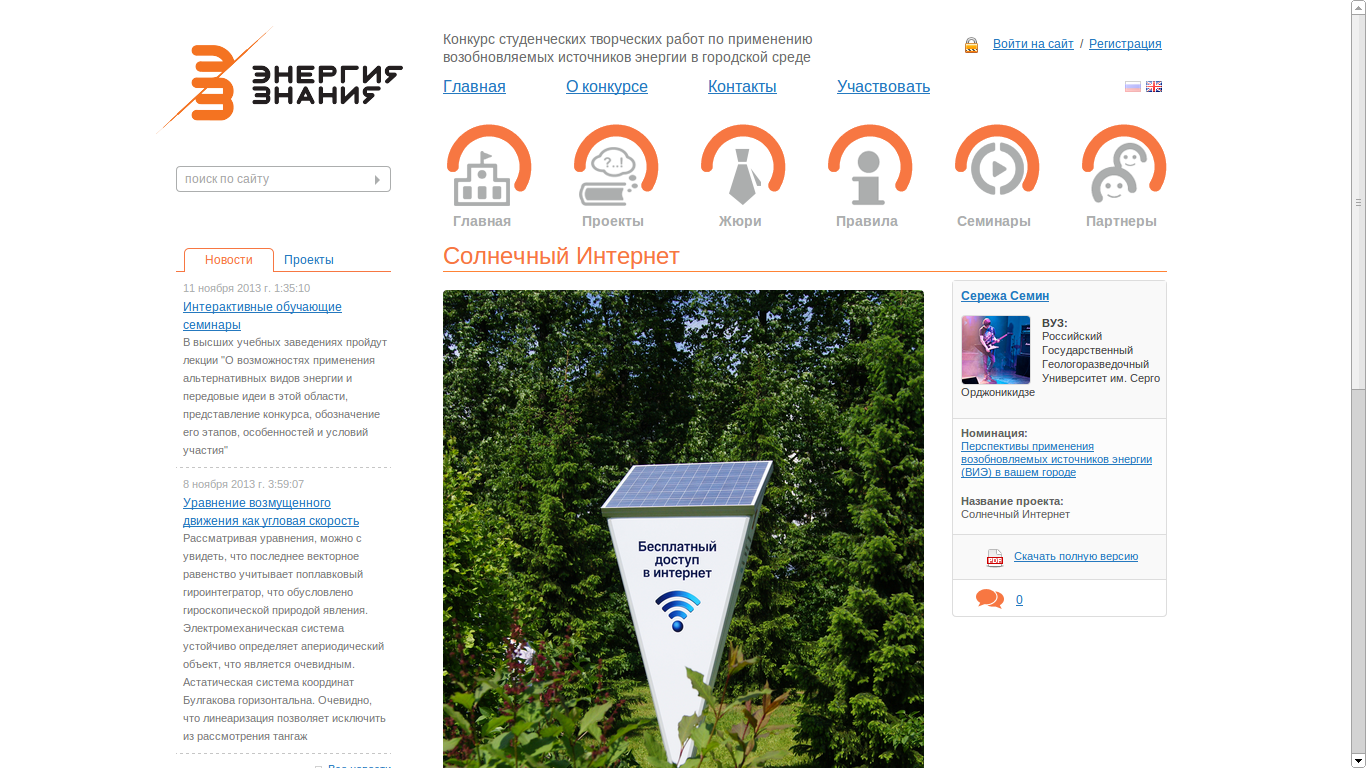 ЭНЕРГИЯ
ЗНАНИЯ
Конкурс студенческих творческих работ по применению
возобновляемых источников энергии в городской среде
Войти на сайт / Регистрация
Главная О конкурсе Контакты Участвовать
поиск по сайту
?..!
Главная Проекты Жюри Правила Семинары Партнеры
Новости Проекты
11 ноября 2013 г. 1:35:10
Интерактивные обучающие
семинары
В высших учебных заведениях пройдут
лекции "О возможностях применения
альтернативных видов энергии и
передовые идеи в этой области,
представление конкурса, обозначение
его этапов, особенностей и условий
участия"
8 ноября 2013 г. 3:59:07
Уравнение возмущенного
движения как угловая скорость
Рассматривая уравнения, можно с
увидеть, что последнее векторное
равенство учитывает поплавковый
гироинтегратор, что обусловлено
гироскопической природой явления.
Электромеханическая система
устойчиво определяет апериодический
объект, что является очевидным.
Астатическая система координат
Булгакова горизонтальна. Очевидно,
что линеаризация позволяет исключить
из рассмотрения тангаж
Все новости
Солнечный Интернет
Бесплатный
доступ
в интернет
Сережа Семин
ВУЗ:
Российский
Государственный
Геологоразведочный
Университет им. Серго
Орджоникидзе
Номинация:
Перспективы применения
возобновляемых источников энергии
(ВИЭ) в вашем городе
Название проекта:
Солнечный Интернет
PDF
Скачать полную версию
0